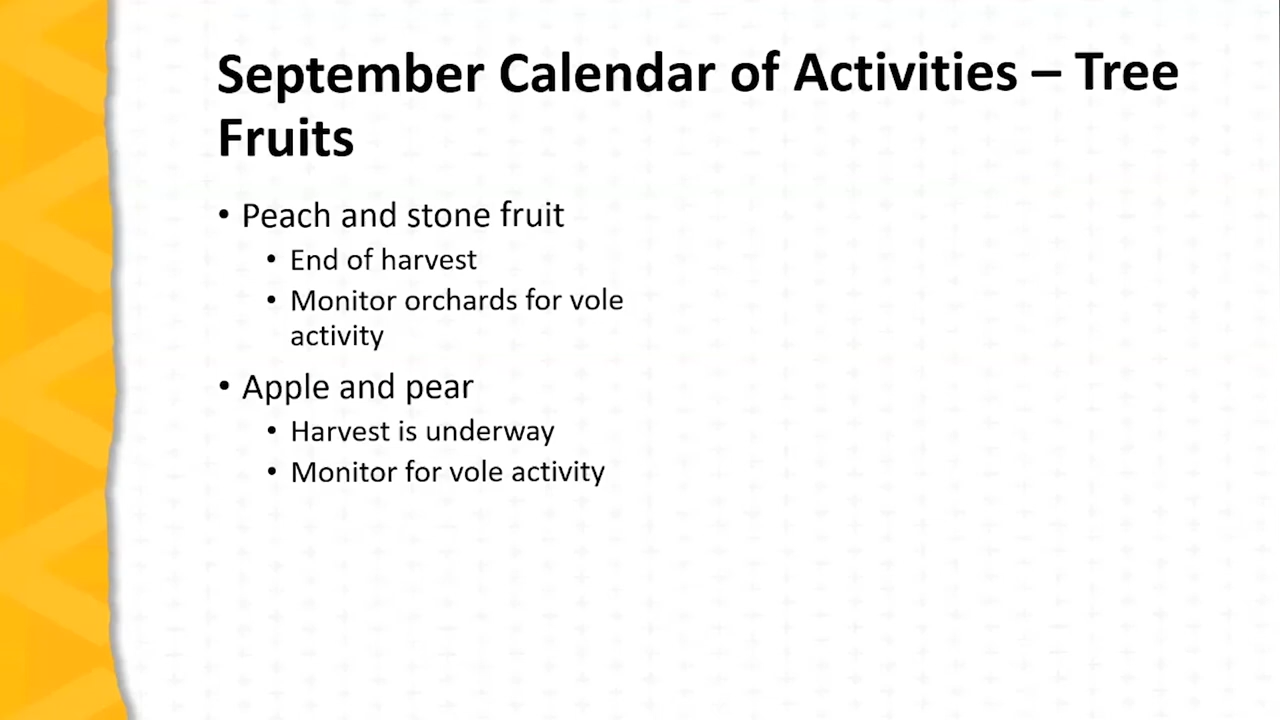 September Calendar of Activities – Tree
Fruits
• Peach and stone fruit
• End of harvest
• Monitor orchards for vole
activity
• Apple and pear
• Harvest is underway
• Monitor for vole activity